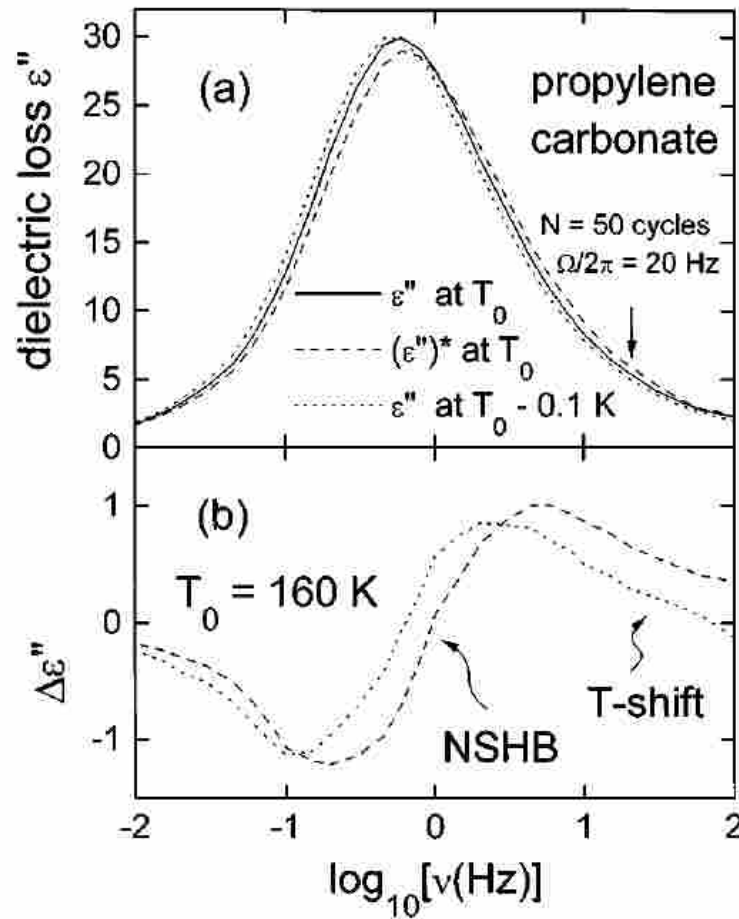 30
25
20
15
10
5
0
dielectric loss ε"
(a)
propylene
carbonate
N = 50 cycles
Ω/2π = 20 Hz
ε" at T₀
(ε")* at T₀
ε" at T₀ - 0.1 K
1
0
-1
Δε"
(b)
T₀ = 160 K
NSHB
T-shift
-2 -1 0 1 2
log₁₀[ν(Hz)]